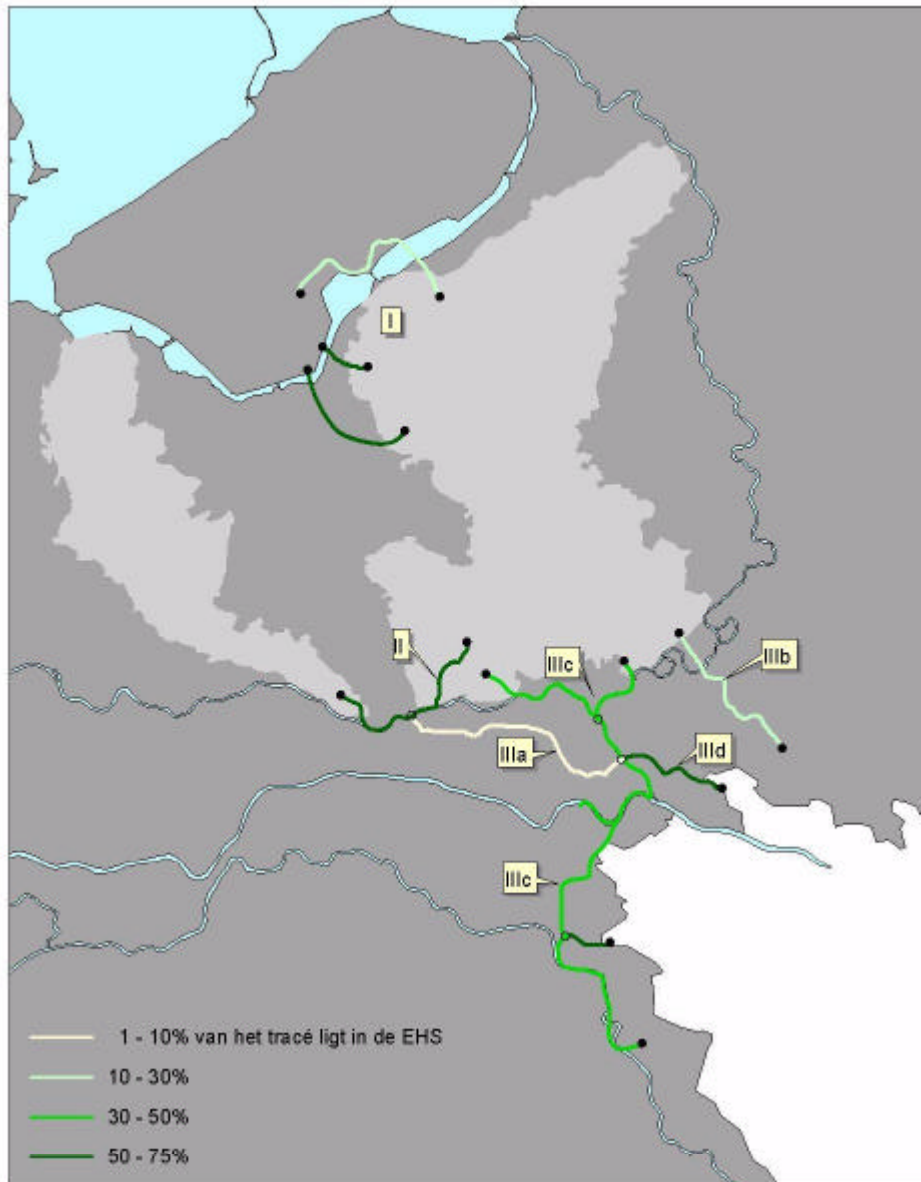 I
II
IIIc
IIIb
IIIa
IIId
IIIc
1 - 10% van het tracé ligt in de EHS
10 - 30%
30 - 50%
50 - 75%